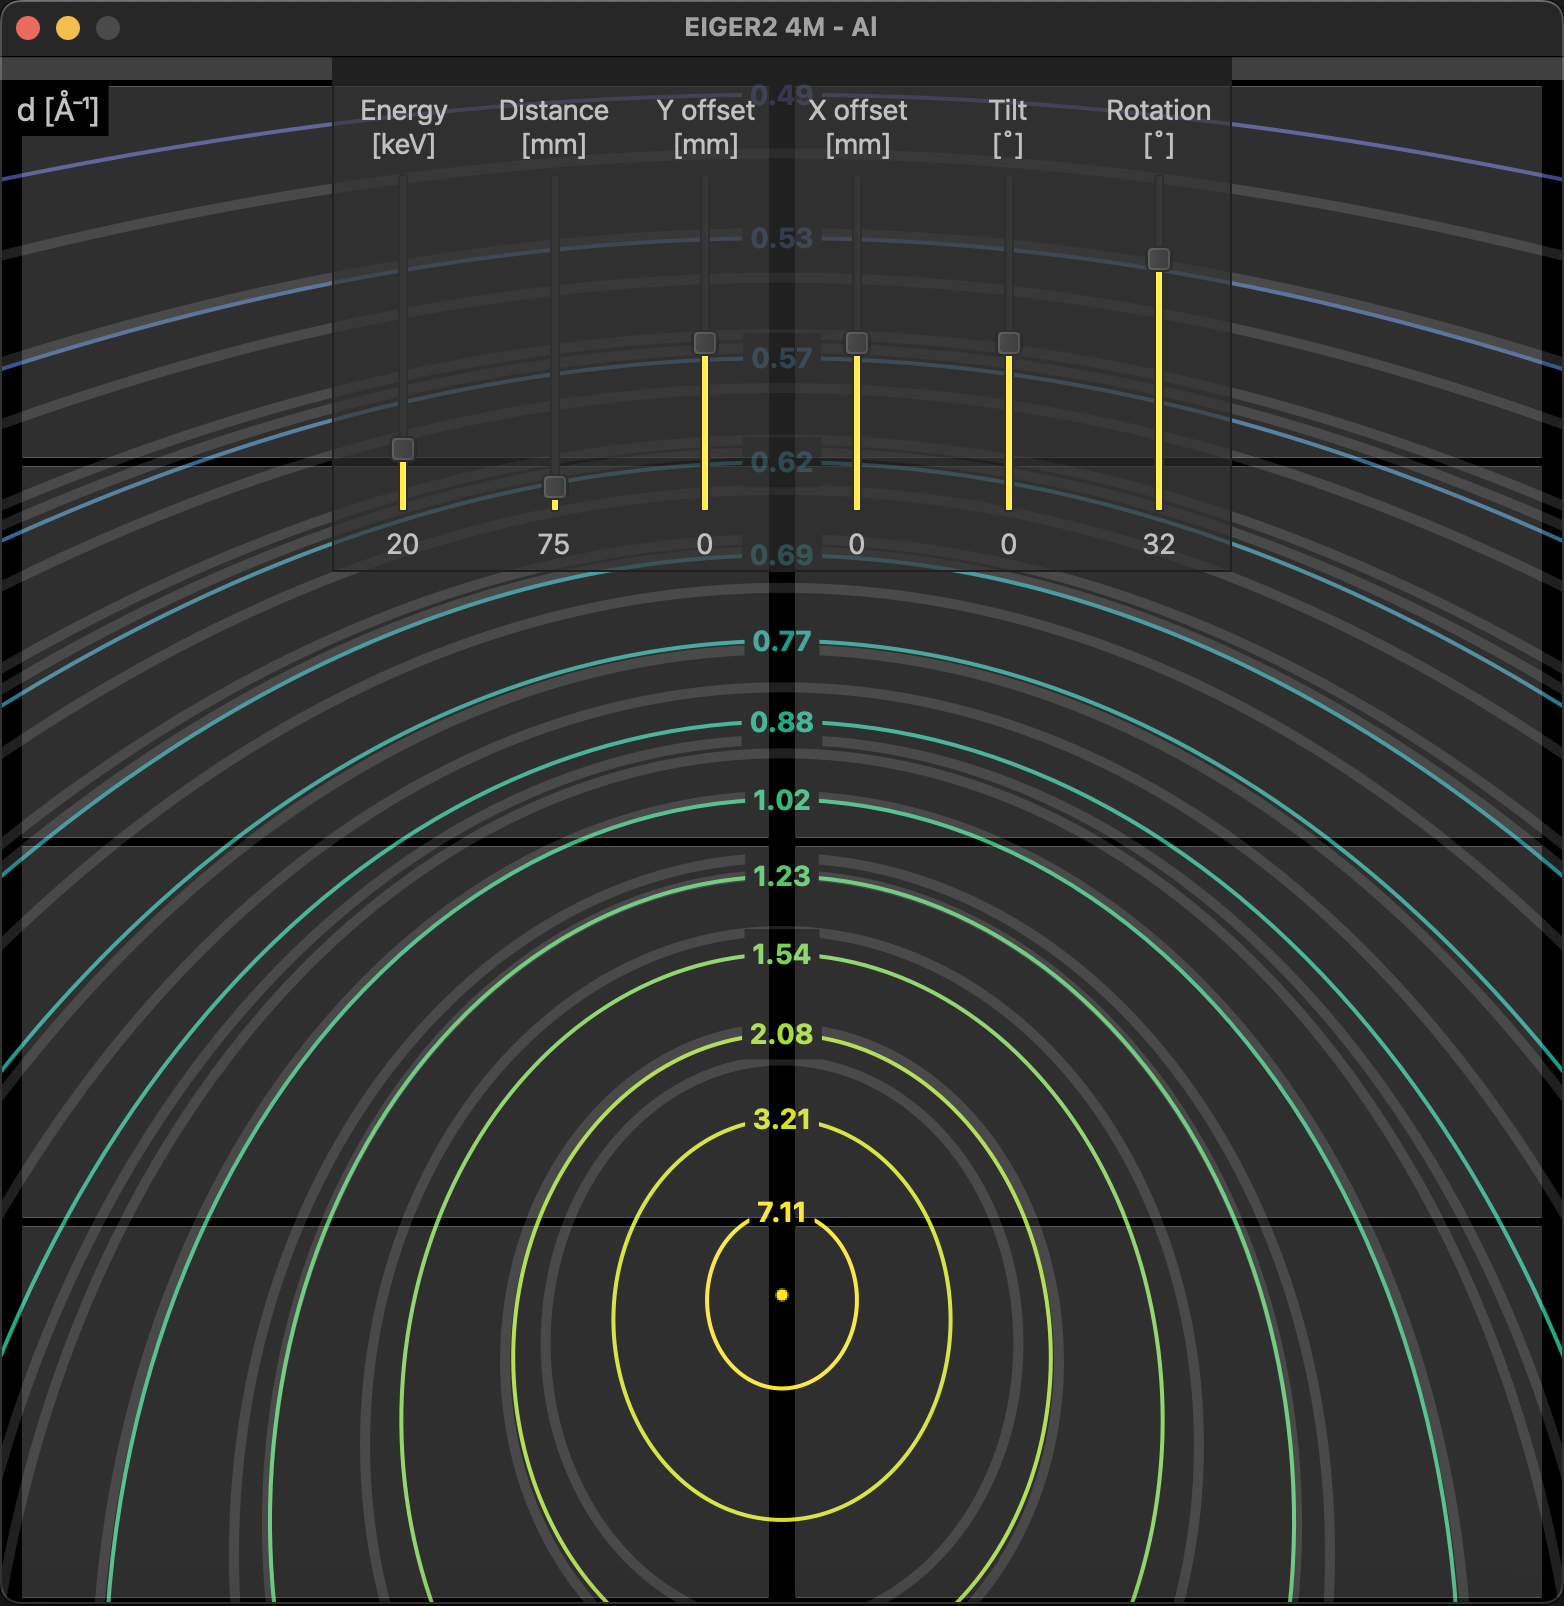 EIGER2 4M - Al
d [Å⁻¹]
Energy
[keV]
Distance
[mm]
Y offset
[mm]
X offset
[mm]
Tilt
[°]
Rotation
[°]
20
75
0
0
0
32
0.49
0.53
0.57
0.62
0.69
0.77
0.88
1.02
1.23
1.54
2.08
3.21
7.11